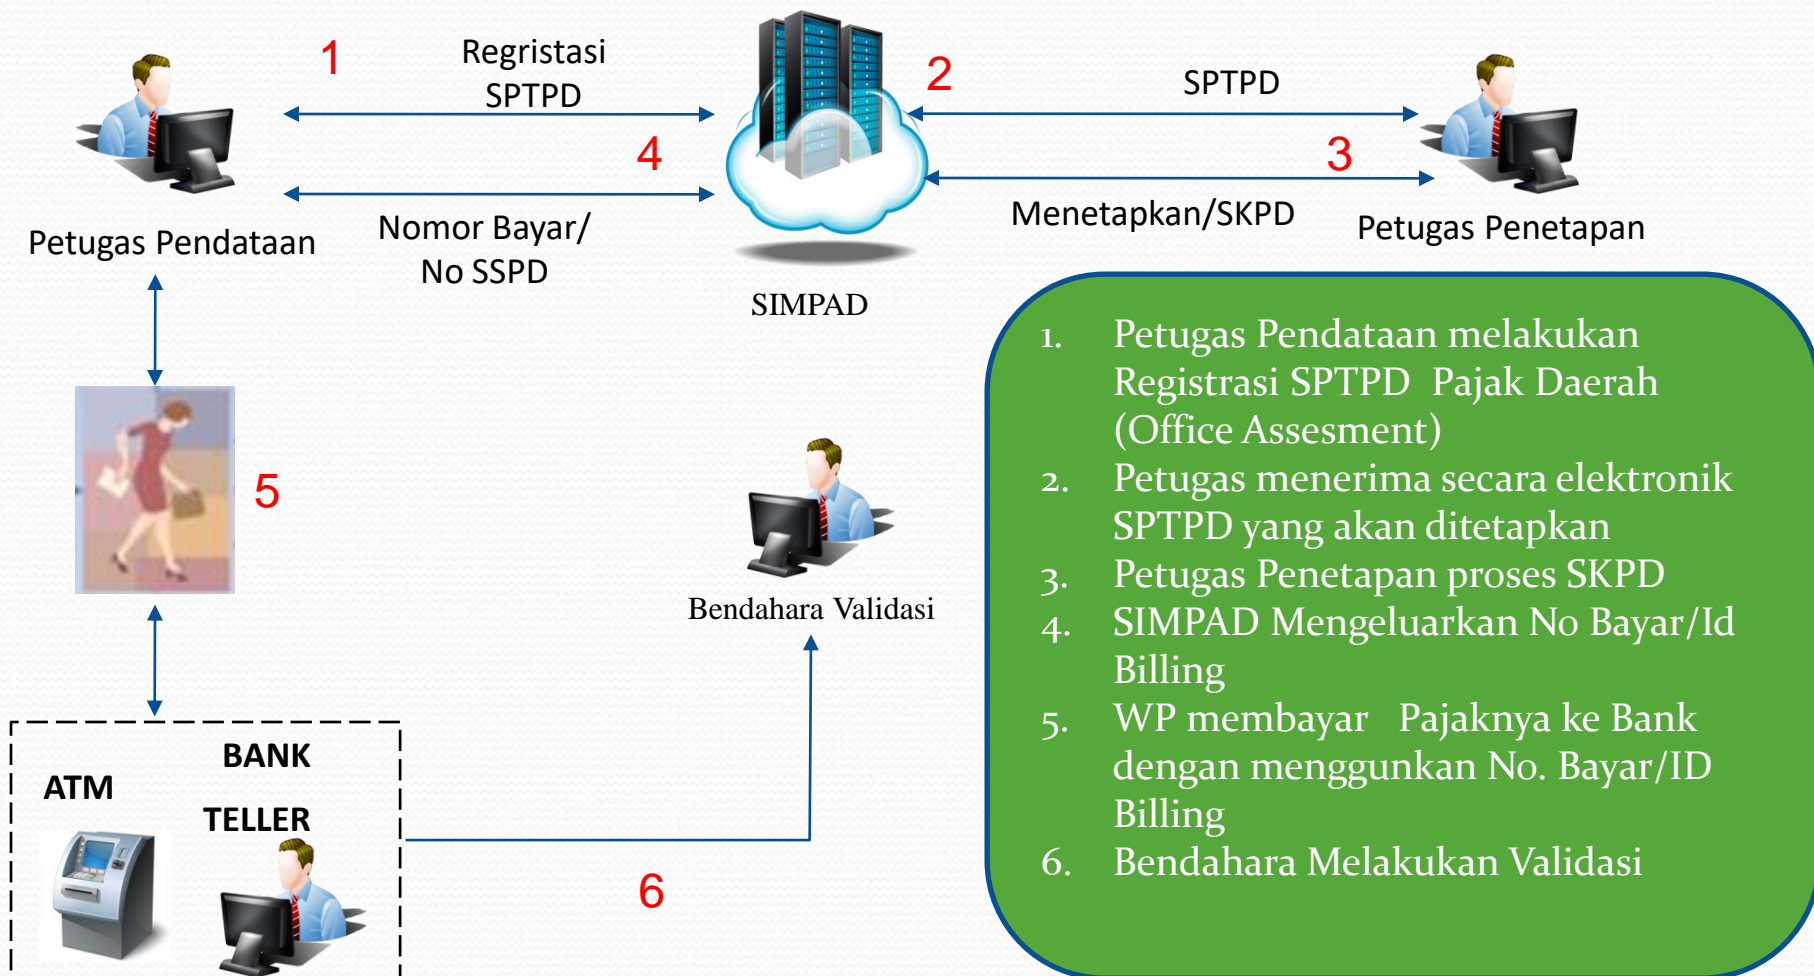 1
Regristasi
SPTPD
2
SPTPD
4
3
Petugas Pendataan
Nomor Bayar/
No SSPD
SIMPAD
Menetapkan/SKPD
Petugas Penetapan
5
Bendahara Validasi
BANK
ATM
TELLER
6
1. Petugas Pendataan melakukan
Registrasi SPTPD Pajak Daerah
(Office Assesment)
2. Petugas menerima secara elektronik
SPTPD yang akan ditetapkan
3. Petugas Penetapan proses SKPD
4. SIMPAD Mengeluarkan No Bayar/Id
Billing
5. WP membayar Pajaknya ke Bank
dengan menggunkan No. Bayar/ID
Billing
6. Bendahara Melakukan Validasi